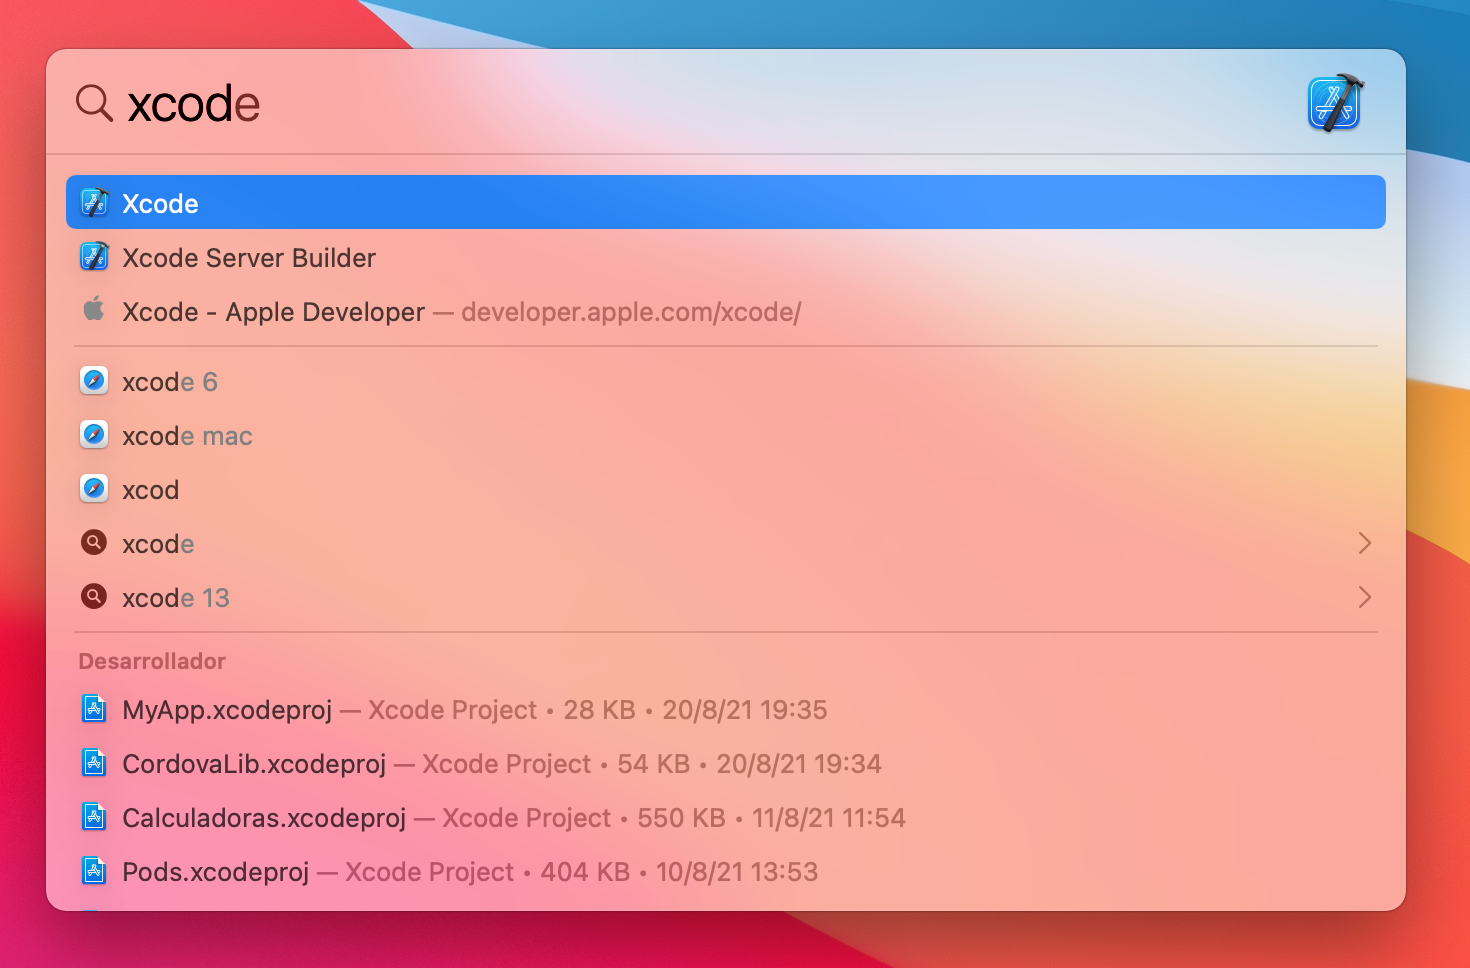 xcode
Xcode
Xcode Server Builder
Xcode - Apple Developer — developer.apple.com/xcode/
xcode 6
xcode mac
xcod
xcode
xcode 13
Desarrollador
MyApp.xcodeproj — Xcode Project • 28 KB • 20/8/21 19:35
CordovaLib.xcodeproj — Xcode Project • 54 KB • 20/8/21 19:34
Calculadoras.xcodeproj — Xcode Project • 550 KB • 11/8/21 11:54
Pods.xcodeproj — Xcode Project • 404 KB • 10/8/21 13:53